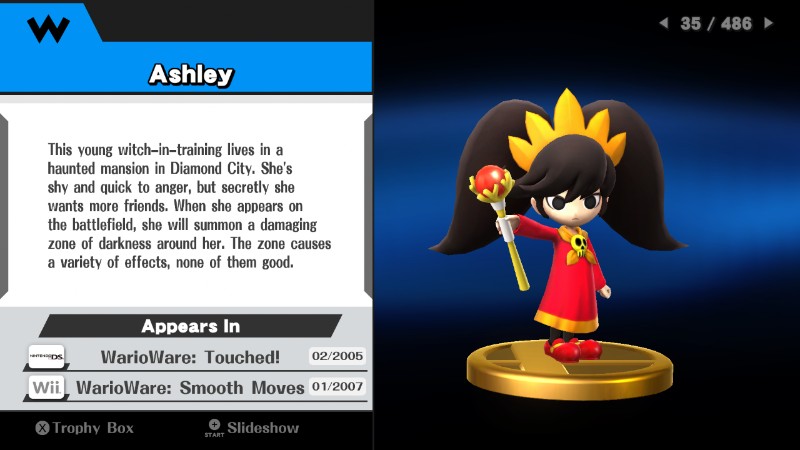 W
35 / 486
Ashley
This young witch-in-training lives in a
haunted mansion in Diamond City. She's
shy and quick to anger, but secretly she
wants more friends. When she appears on
the battlefield, she will summon a damaging
zone of darkness around her. The zone causes
a variety of effects, none of them good.
Appears In
NINTENDO DS WarioWare: Touched! 02/2005
Wii WarioWare: Smooth Moves 01/2007
X Trophy Box + START Slideshow